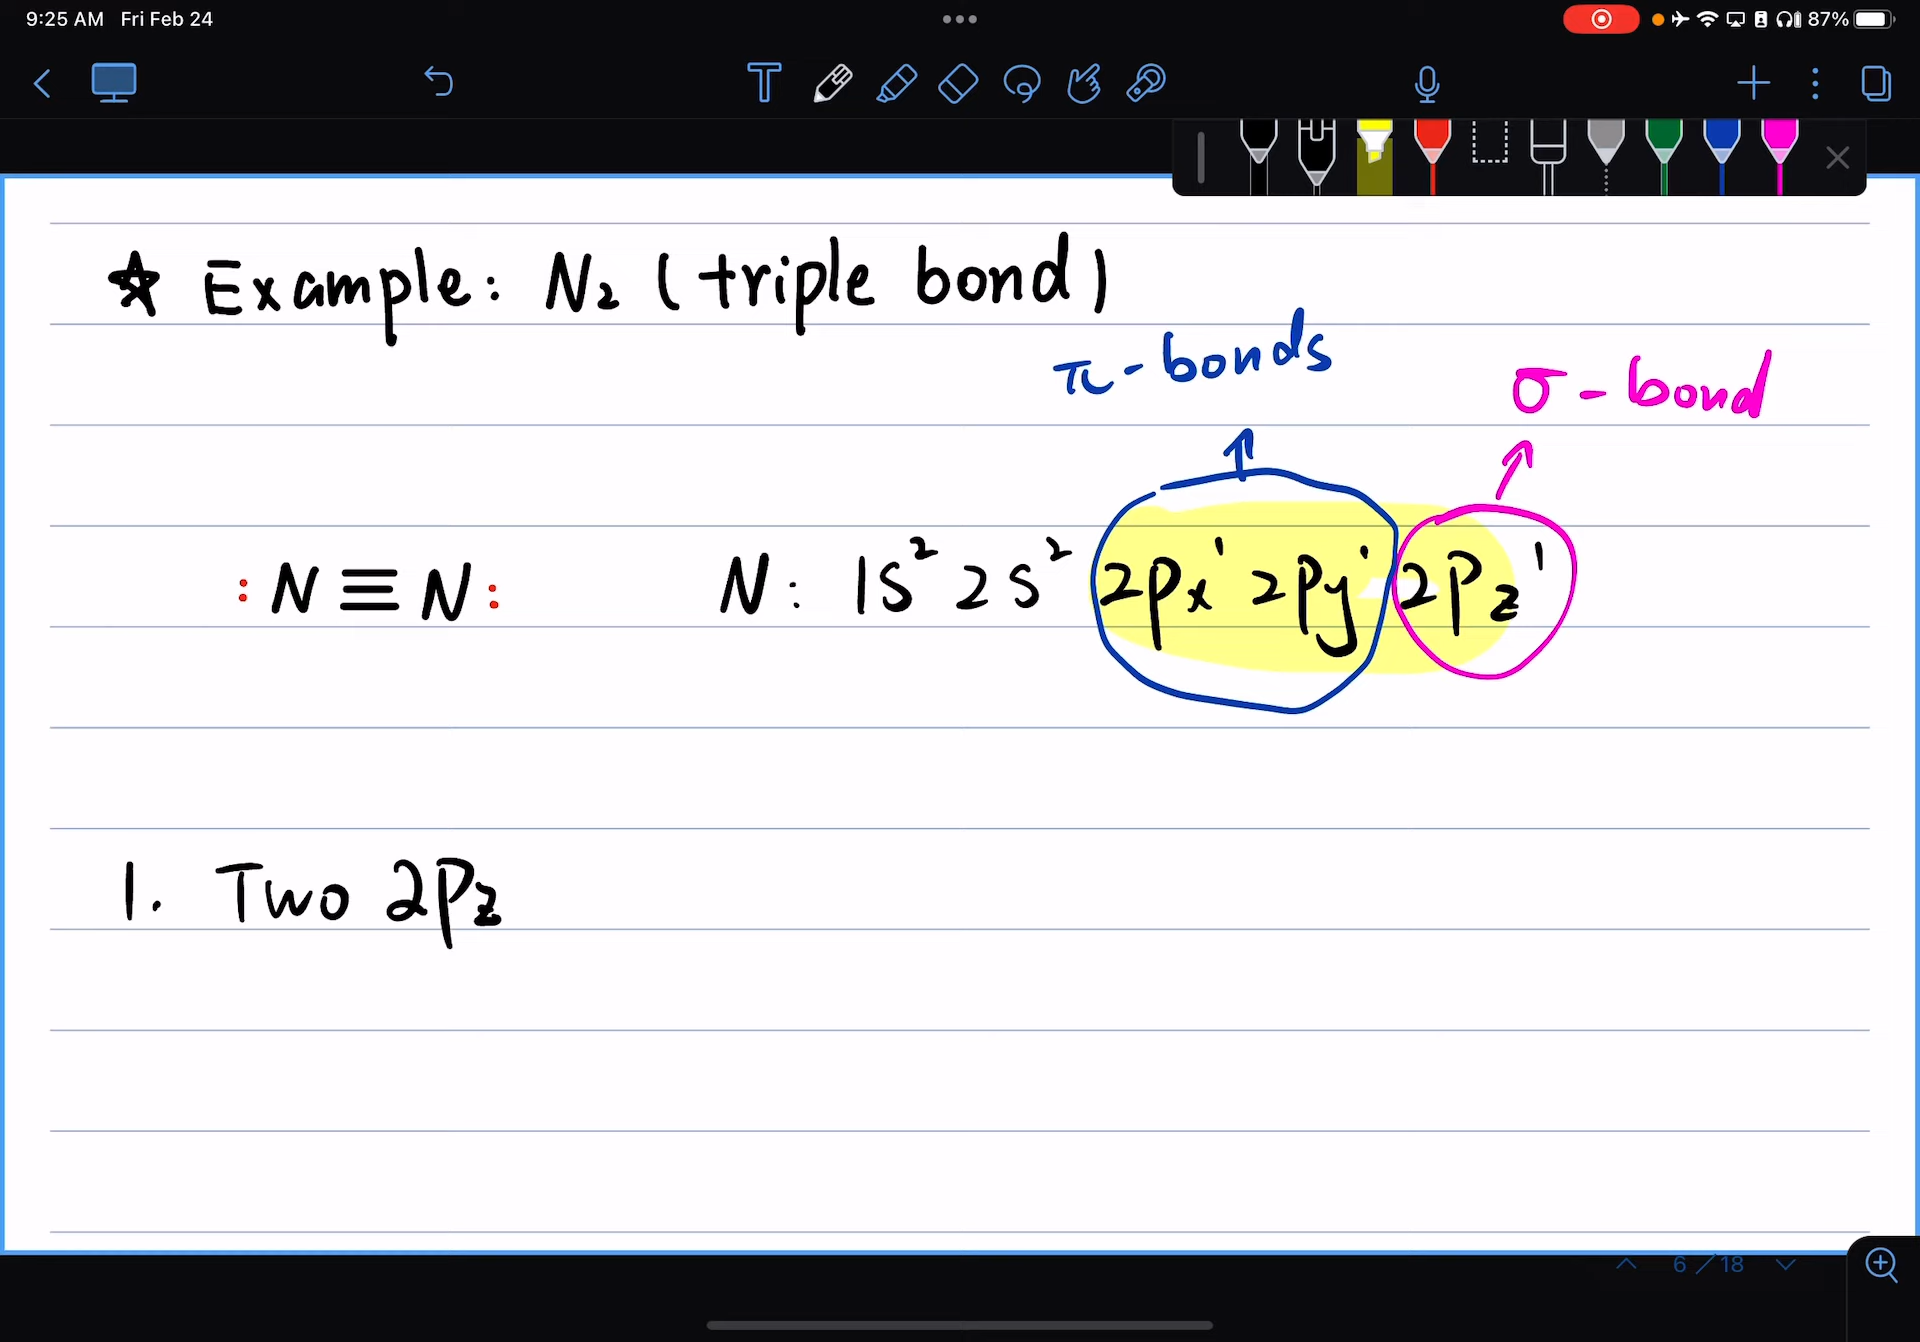 9:25 AM Fri Feb 24
87%
☆ Example: N₂ (triple bond)
π-bonds
σ-bond
:N≡N: N: 1s² 2s² 2px¹ 2py¹ 2pz¹
1. Two 2pz
6 / 18